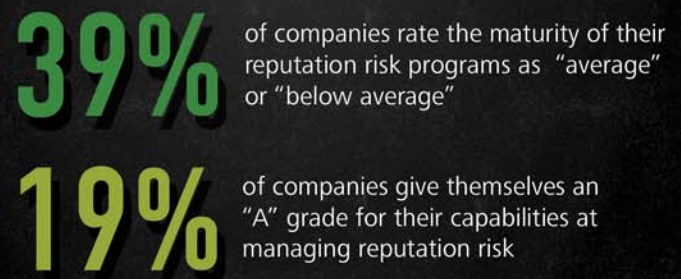 39%
of companies rate the maturity of their
reputation risk programs as "average"
or "below average"
19%
of companies give themselves an
"A" grade for their capabilities at
managing reputation risk